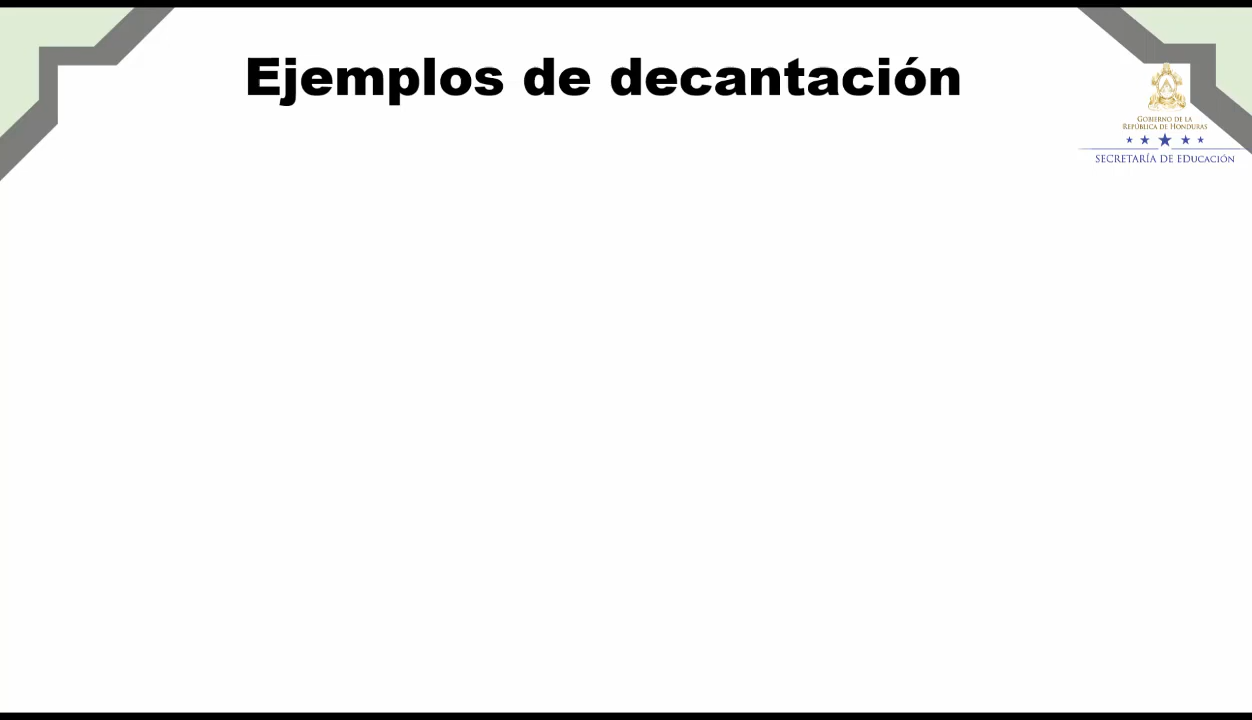 Ejemplos de decantación
GOBIERNO DE LA
REPÚBLICA DE HONDURAS
SECRETARÍA DE EDUCACIÓN